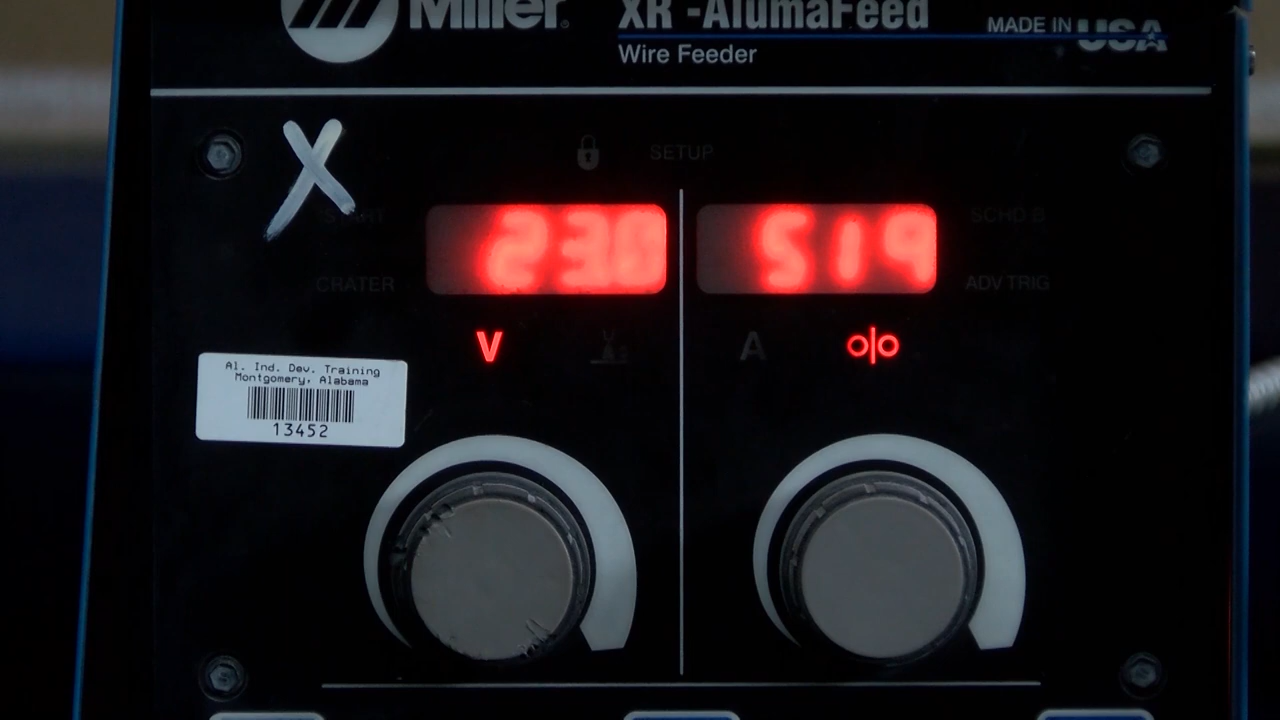 Miller XR-AlumaFeed
Wire Feeder
MADE IN USA
X
SETUP
START
SCHD B
23.0 519
CRATER
ADV TRIG
V A
Al. Ind. Dev. Training
Montgomery, Alabama
13452